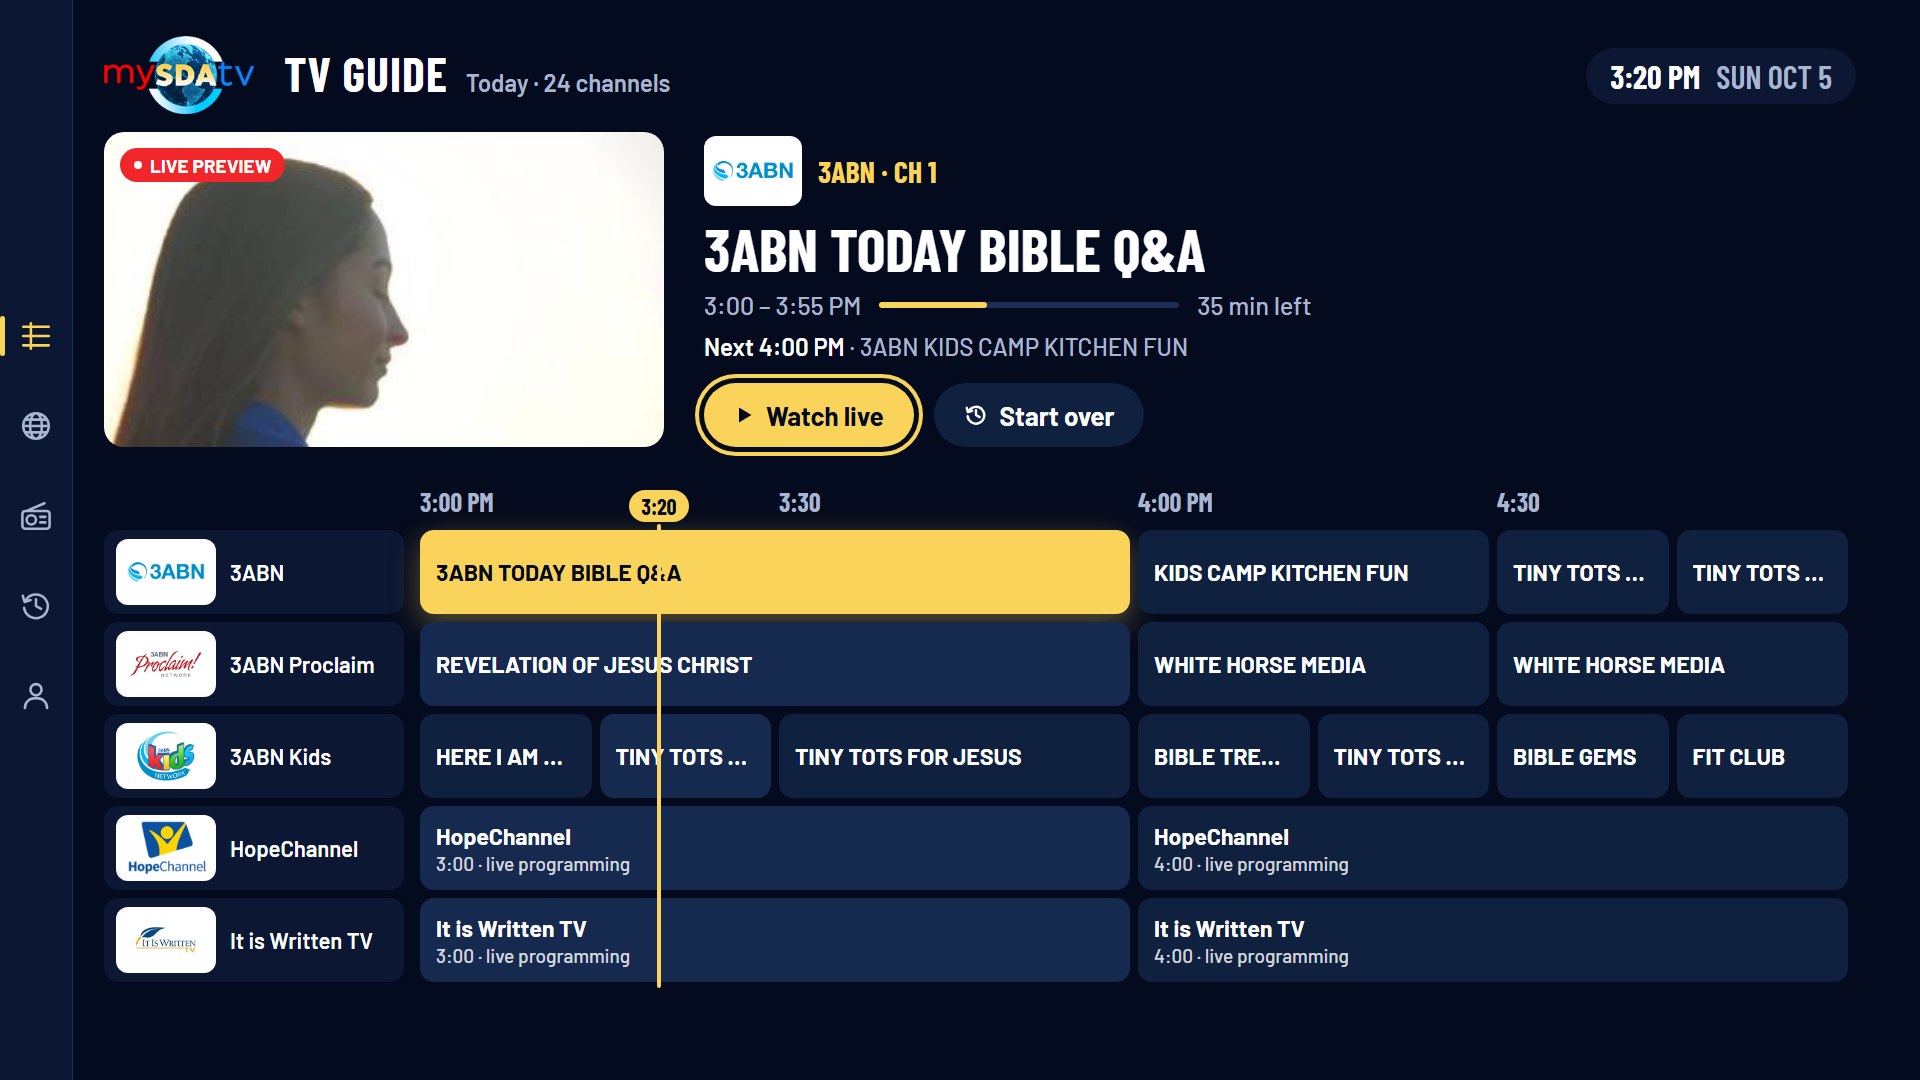 mySDAtv
TV GUIDE Today · 24 channels
3:20 PM SUN OCT 5
LIVE PREVIEW
3ABN
3ABN · CH 1
3ABN TODAY BIBLE Q&A
3:00 – 3:55 PM 35 min left
Next 4:00 PM · 3ABN KIDS CAMP KITCHEN FUN
Watch live Start over
3:00 PM 3:20 3:30 4:00 PM 4:30
3ABN 3ABN 3ABN TODAY BIBLE Q&A KIDS CAMP KITCHEN FUN TINY TOTS ... TINY TOTS ...
3ABN Proclaim! NETWORK 3ABN Proclaim REVELATION OF JESUS CHRIST WHITE HORSE MEDIA WHITE HORSE MEDIA
3ABN kids NETWORK 3ABN Kids HERE I AM ... TINY TOTS ... TINY TOTS FOR JESUS BIBLE TRE... TINY TOTS ... BIBLE GEMS FIT CLUB
HopeChannel HopeChannel HopeChannel HopeChannel
3:00 · live programming 4:00 · live programming
IT IS WRITTEN TV It is Written TV It is Written TV It is Written TV
3:00 · live programming 4:00 · live programming